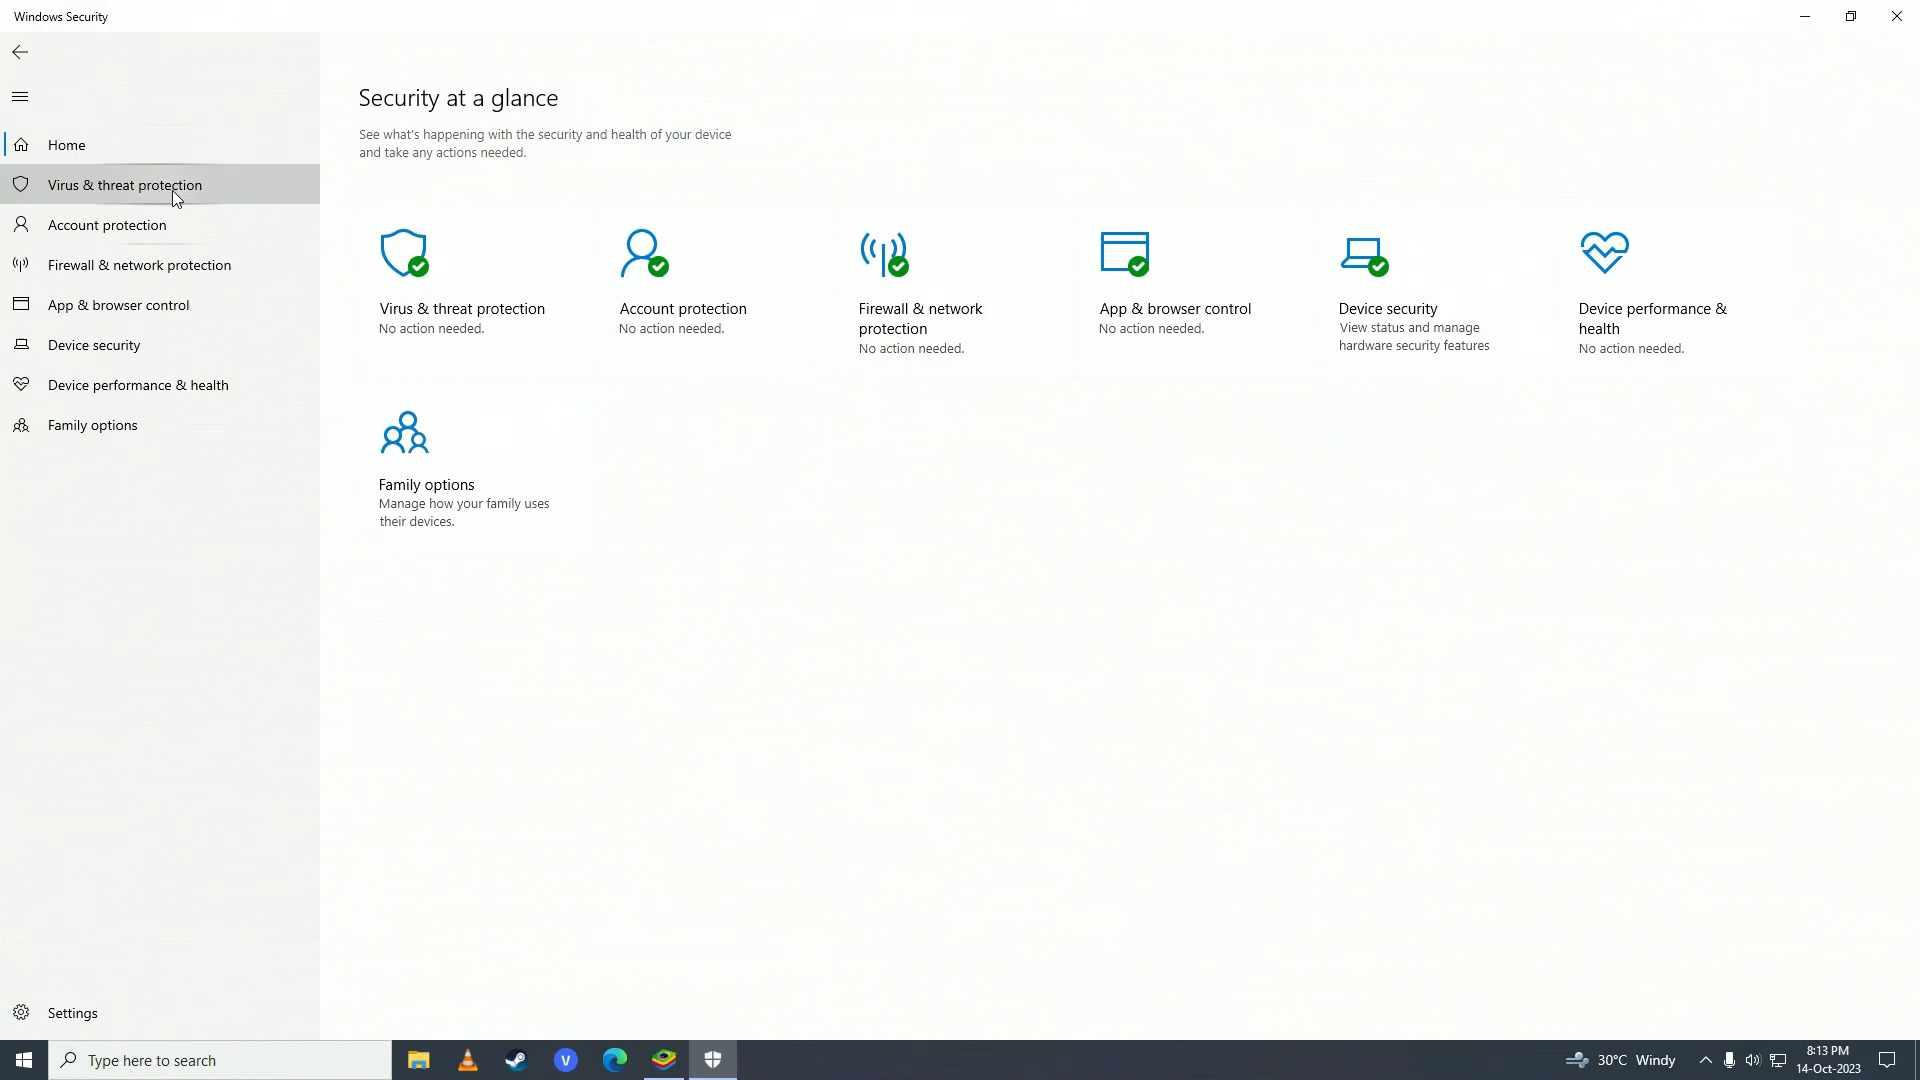 Windows Security
Home
Virus & threat protection
Account protection
Firewall & network protection
App & browser control
Device security
Device performance & health
Family options
Settings
Security at a glance
See what's happening with the security and health of your device
and take any actions needed.
Virus & threat protection
No action needed.
Account protection
No action needed.
Firewall & network
protection
No action needed.
App & browser control
No action needed.
Device security
View status and manage
hardware security features
Device performance &
health
No action needed.
Family options
Manage how your family uses
their devices.
Type here to search
V
30°C Windy
8:13 PM
14-Oct-2023